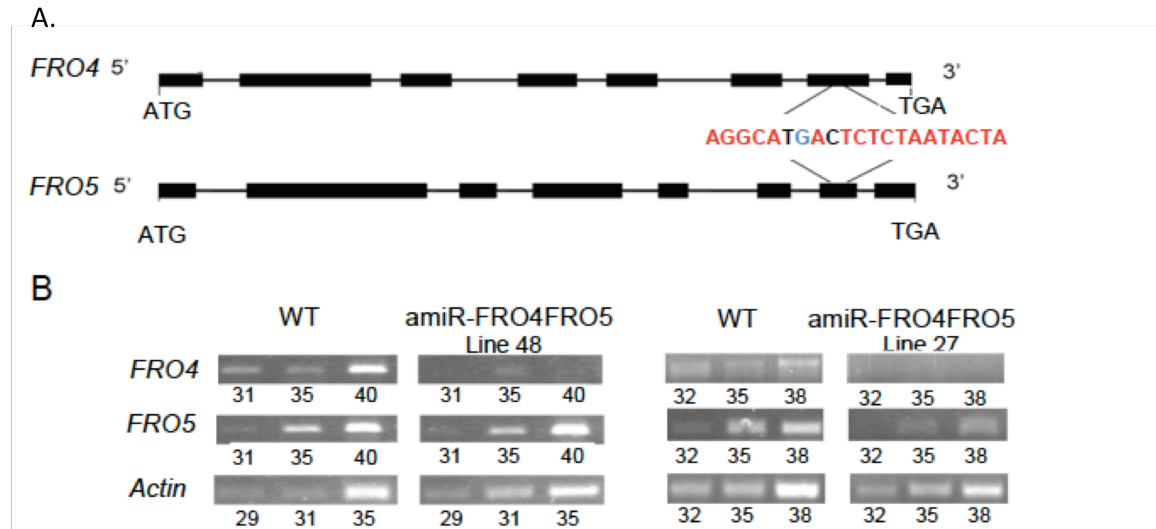 A.
FRO4 5’ 3’
ATG TGA
AGGCATGACTCTCTAATACTA
FRO5 5’ 3’
ATG TGA
B
WT amiR-FRO4FRO5 WT amiR-FRO4FRO5
Line 48 Line 27
FRO4
31 35 40 31 35 40 32 35 38 32 35 38
FRO5
31 35 40 31 35 40 32 35 38 32 35 38
Actin
29 31 35 29 31 35 32 35 38 32 35 38